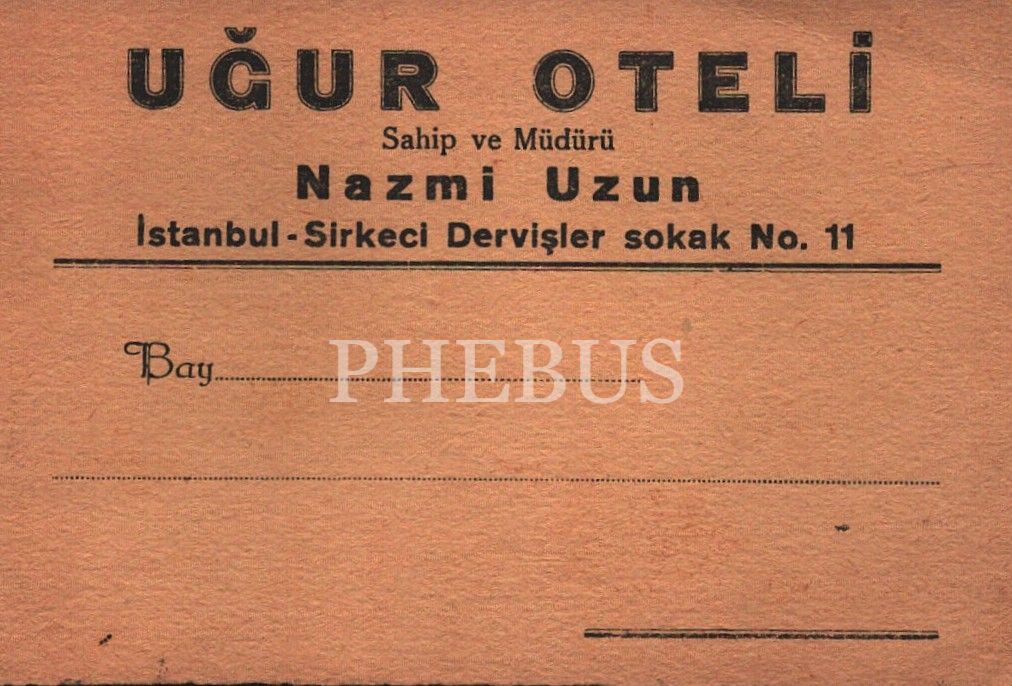 UĞUR OTELİ
Sahip ve Müdürü
Nazmi Uzun
İstanbul - Sirkeci Dervişler sokak No. 11
Bay
PHEBUS